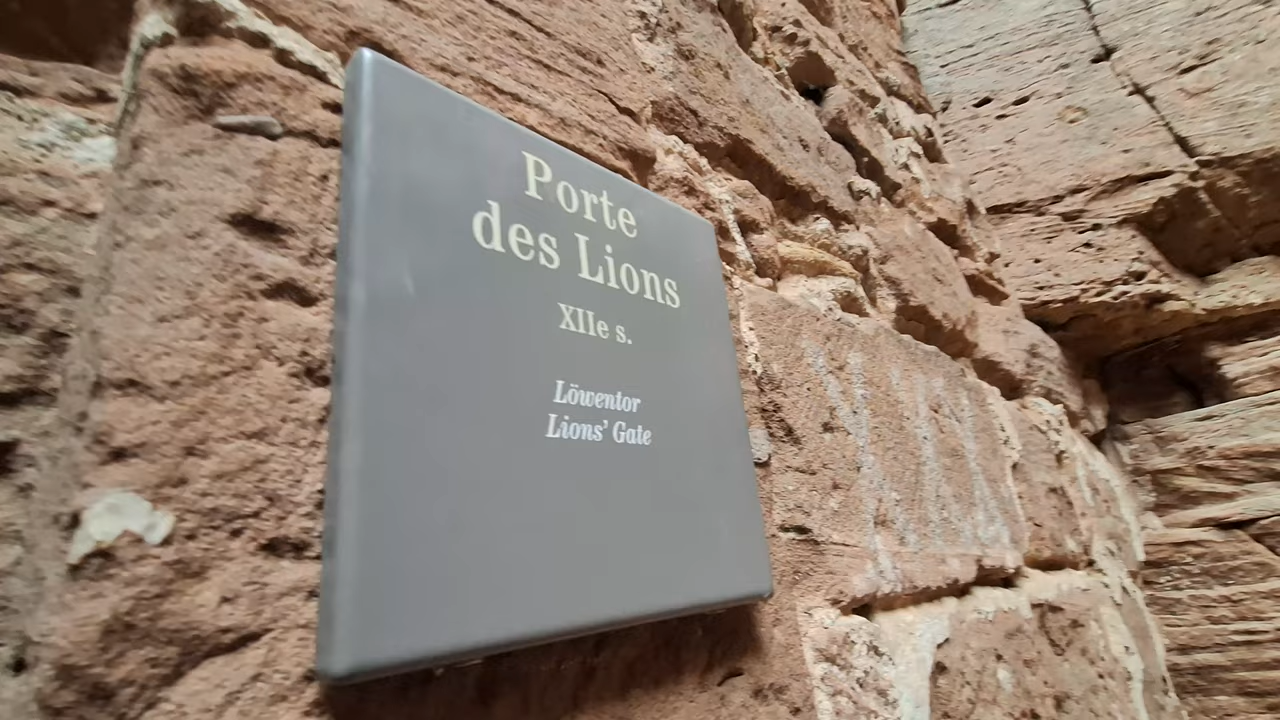 Porte
des Lions
XIIe s.
Löwentor
Lions' Gate